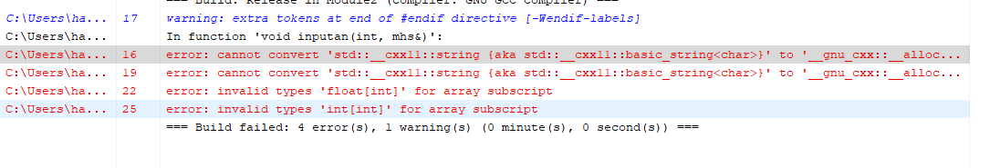 === Build: Release in Module2 (compiler: GNU GCC Compiler) ===
C:\Users\ha... 17 warning: extra tokens at end of #endif directive [-Wendif-labels]
C:\Users\ha... In function 'void inputan(int, mhs&)':
C:\Users\ha... 16 error: cannot convert 'std::__cxx11::string {aka std::__cxx11::basic_string<char>}' to '__gnu_cxx::__alloc...
C:\Users\ha... 19 error: cannot convert 'std::__cxx11::string {aka std::__cxx11::basic_string<char>}' to '__gnu_cxx::__alloc...
C:\Users\ha... 22 error: invalid types 'float[int]' for array subscript
C:\Users\ha... 25 error: invalid types 'int[int]' for array subscript
=== Build failed: 4 error(s), 1 warning(s) (0 minute(s), 0 second(s)) ===